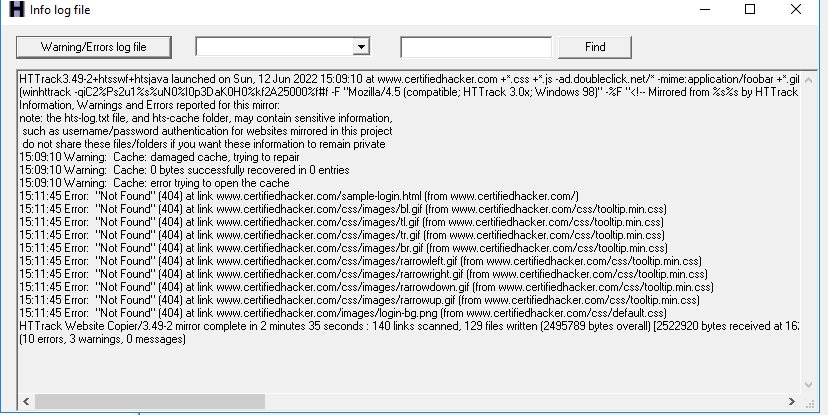 Info log file
Warning/Errors log file
Find
HTTrack3.49-2+htsswf+htsjava launched on Sun, 12 Jun 2022 15:09:10 at www.certifiedhacker.com +*.css +*.js -ad.doubleclick.net/* -mime:application/foobar +*.gif
(winhttrack -qiC2%Ps2u1%s%uN0%I0p3DaK0H0%kf2A25000%f#f -F "Mozilla/4.5 (compatible; HTTrack 3.0x; Windows 98)" -%F "<!-- Mirrored from %s%s by HTTrack
Information, Warnings and Errors reported for this mirror:
note: the hts-log.txt file, and hts-cache folder, may contain sensitive information,
such as username/password authentication for websites mirrored in this project
do not share these files/folders if you want these information to remain private
15:09:10 Warning: Cache: damaged cache, trying to repair
15:09:10 Warning: Cache: 0 bytes successfully recovered in 0 entries
15:09:10 Warning: Cache: error trying to open the cache
15:11:45 Error: "Not Found" (404) at link www.certifiedhacker.com/sample-login.html (from www.certifiedhacker.com/)
15:11:45 Error: "Not Found" (404) at link www.certifiedhacker.com/css/images/bl.gif (from www.certifiedhacker.com/css/tooltip.min.css)
15:11:45 Error: "Not Found" (404) at link www.certifiedhacker.com/css/images/tl.gif (from www.certifiedhacker.com/css/tooltip.min.css)
15:11:45 Error: "Not Found" (404) at link www.certifiedhacker.com/css/images/tr.gif (from www.certifiedhacker.com/css/tooltip.min.css)
15:11:45 Error: "Not Found" (404) at link www.certifiedhacker.com/css/images/br.gif (from www.certifiedhacker.com/css/tooltip.min.css)
15:11:45 Error: "Not Found" (404) at link www.certifiedhacker.com/css/images/rarrowleft.gif (from www.certifiedhacker.com/css/tooltip.min.css)
15:11:45 Error: "Not Found" (404) at link www.certifiedhacker.com/css/images/rarrowright.gif (from www.certifiedhacker.com/css/tooltip.min.css)
15:11:45 Error: "Not Found" (404) at link www.certifiedhacker.com/css/images/rarrowdown.gif (from www.certifiedhacker.com/css/tooltip.min.css)
15:11:45 Error: "Not Found" (404) at link www.certifiedhacker.com/css/images/rarrowup.gif (from www.certifiedhacker.com/css/tooltip.min.css)
15:11:45 Error: "Not Found" (404) at link www.certifiedhacker.com/images/login-bg.png (from www.certifiedhacker.com/css/default.css)
HTTrack Website Copier/3.49-2 mirror complete in 2 minutes 35 seconds : 140 links scanned, 129 files written (2495789 bytes overall) [2522920 bytes received at 162
(10 errors, 3 warnings, 0 messages)